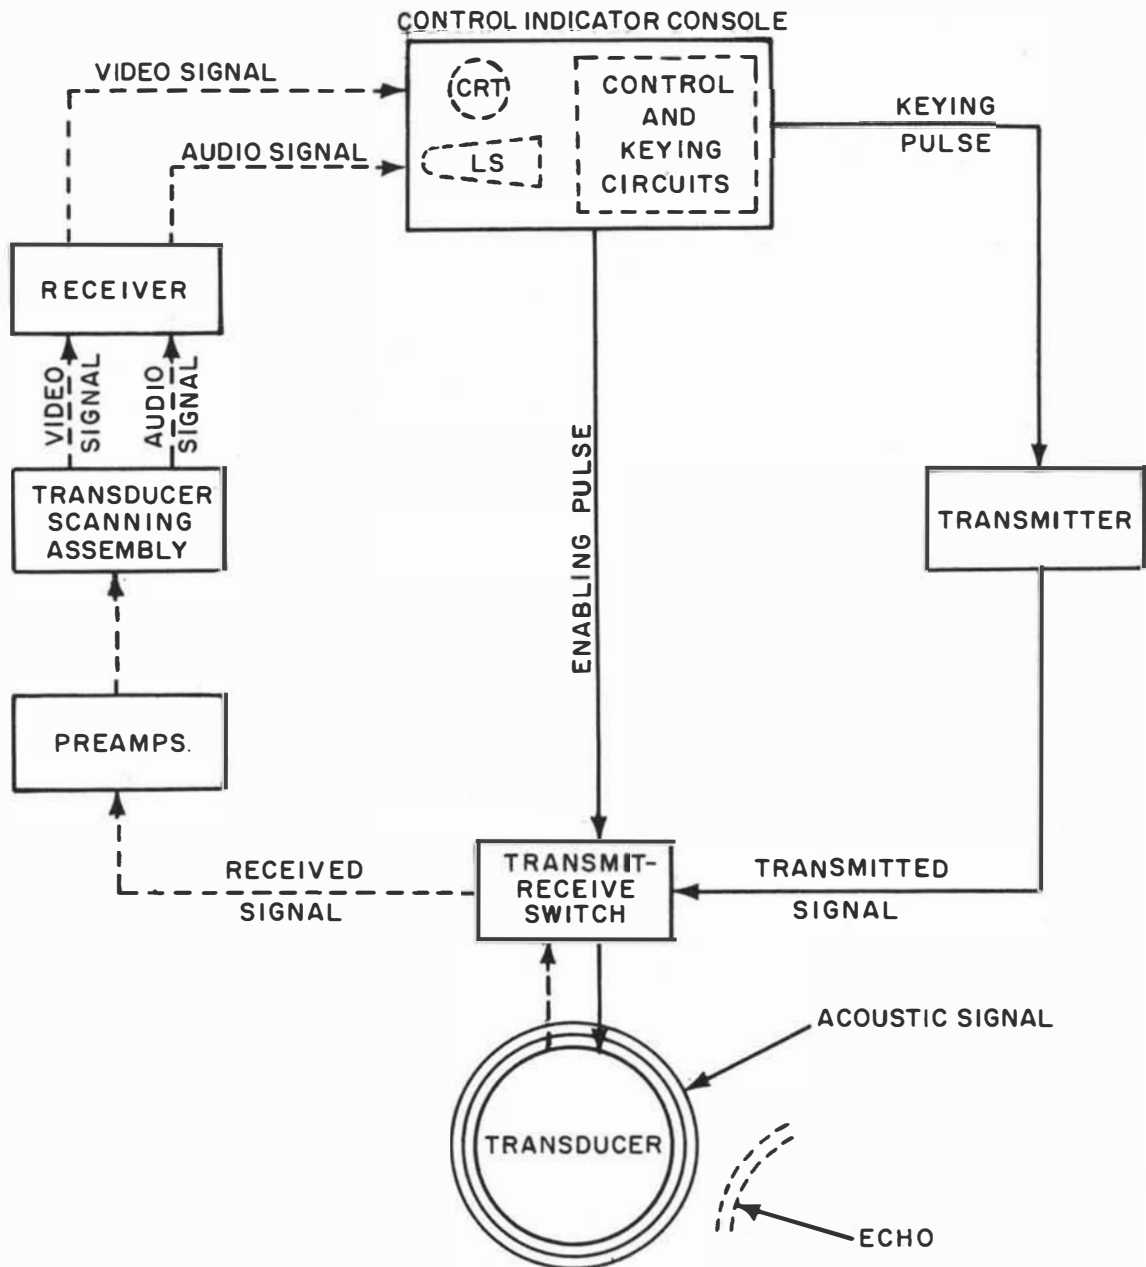 CONTROL INDICATOR CONSOLE
VIDEO SIGNAL
CRT
CONTROL
AND
KEYING
CIRCUITS
KEYING
PULSE
AUDIO SIGNAL
LS
RECEIVER
VIDEO
SIGNAL
AUDIO
SIGNAL
TRANSDUCER
SCANNING
ASSEMBLY
ENABLING PULSE
TRANSMITTER
PREAMPS.
RECEIVED
SIGNAL
TRANSMIT-
RECEIVE
SWITCH
TRANSMITTED
SIGNAL
ACOUSTIC SIGNAL
TRANSDUCER
ECHO